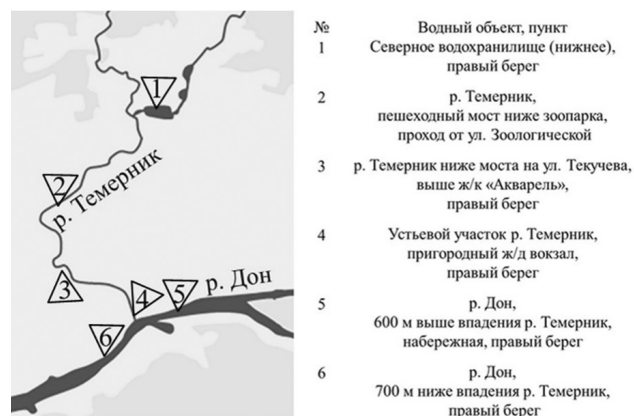 1
2
р. Темерник
3
4
5
р. Дон
6
№ Водный объект, пункт
1 Северное водохранилище (нижнее),
правый берег
2 р. Темерник,
пешеходный мост ниже зоопарка,
проход от ул. Зоологической
3 р. Темерник ниже моста на ул. Текучева,
выше ж/к «Акварель»,
правый берег
4 Устьевой участок р. Темерник,
пригородный ж/д вокзал,
правый берег
5 р. Дон,
600 м выше впадения р. Темерник,
набережная, правый берег
6 р. Дон,
700 м ниже впадения р. Темерник,
правый берег